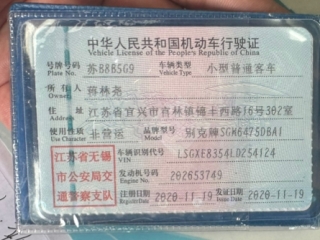 中华人民共和国机动车行驶证
Vehicle License of the People's Republic of China
号牌号码 苏B8B5G9 车辆类型 小型普通客车
Plate No. Vehicle Type
所有人 蒋林尧
Owner
住址 江苏省宜兴市宜林镇锡丰西路16号302室
Address
使用性质 非营运 品牌型号 别克牌SGM6475DBA1
Use Character Model
江苏省无锡
市公安局交
通警察支队
车辆识别代号 LSGXE8354LD254124
VIN
发动机号码 202653749
Engine No.
注册日期 2020-11-19 发证日期 2020-11-19
Register Date Issue Date